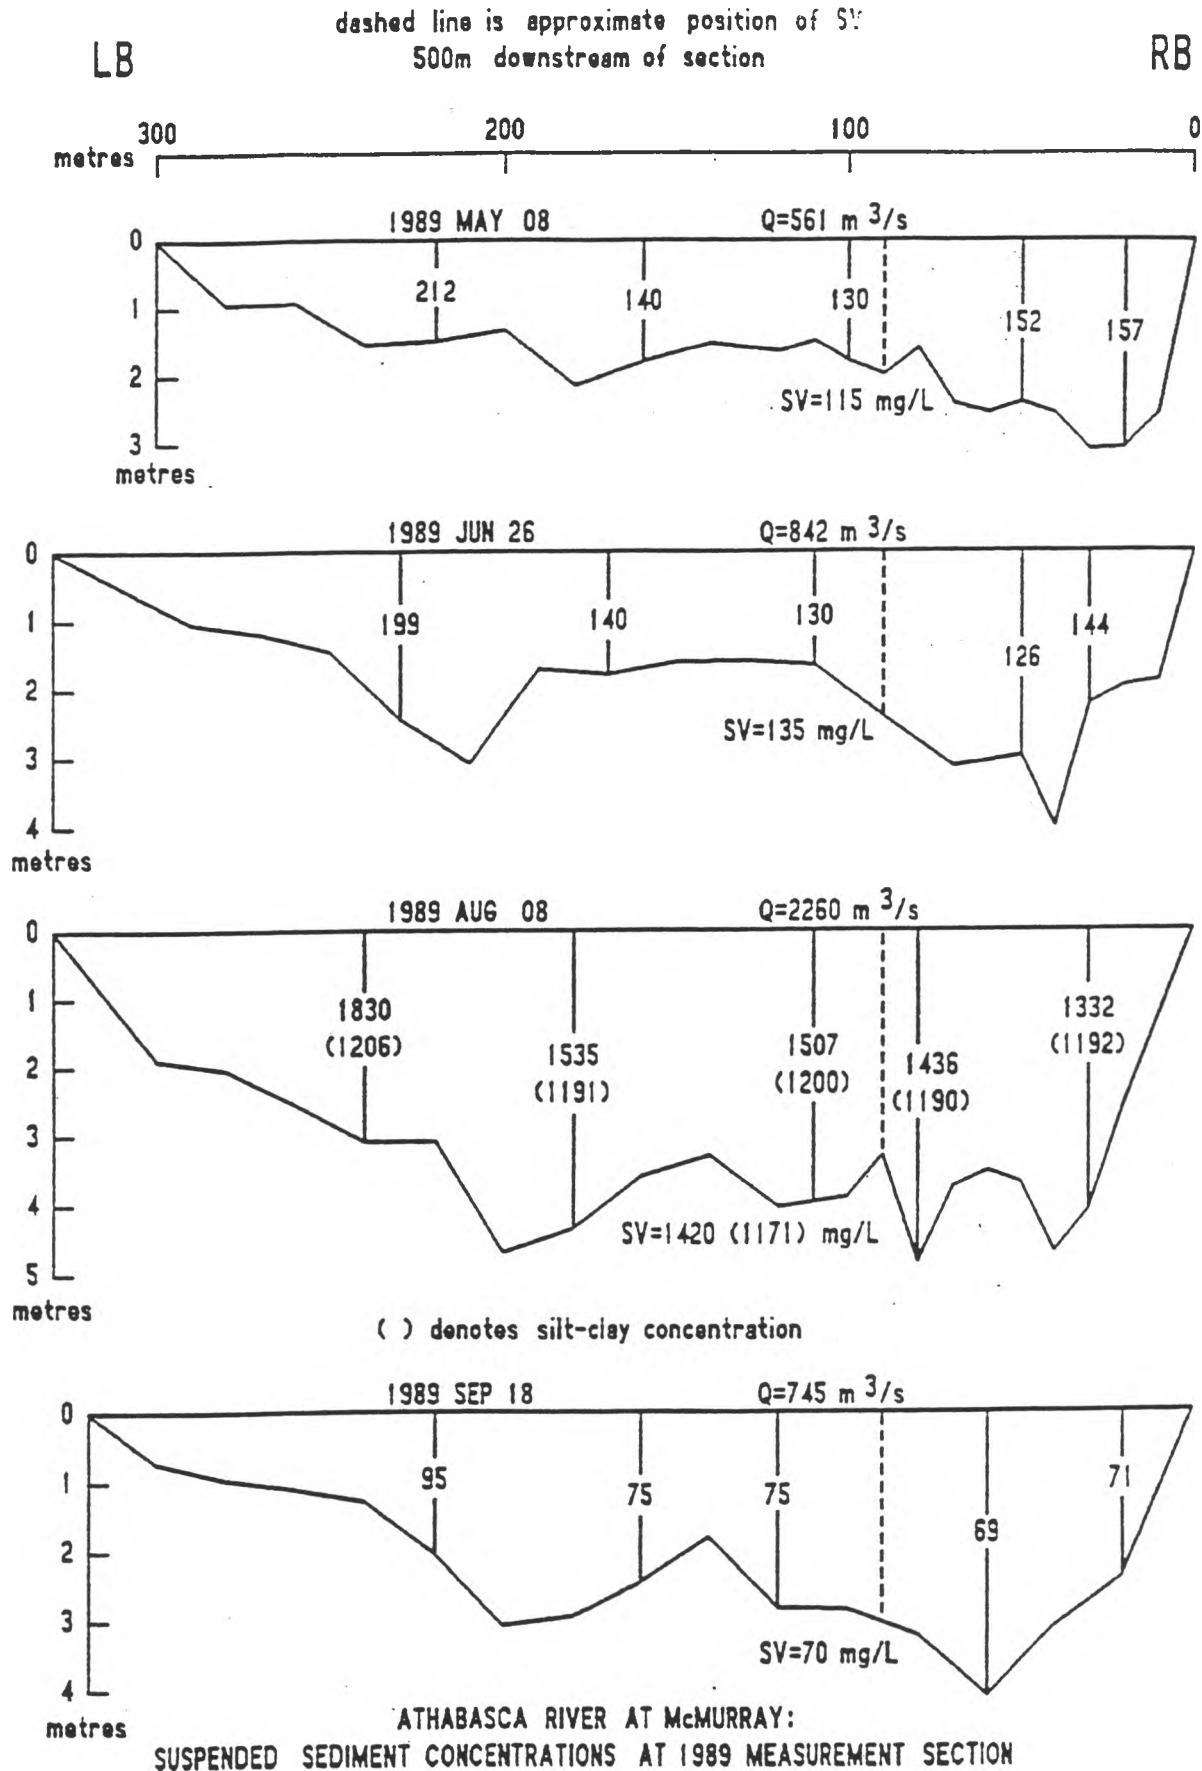 dashed line is approximate position of SV
500m downstream of section
LB
RB
300 200 100 0
metres
1989 MAY 08 Q=561 m³/s
0
1
2
3
metres
212 140 130 152 157
SV=115 mg/L
1989 JUN 26 Q=842 m³/s
0
1
2
3
4
metres
199 140 130 126 144
SV=135 mg/L
1989 AUG 08 Q=2260 m³/s
0
1
2
3
4
5
metres
1830
(1206)
1535
(1191)
1507
(1200)
1436
(1190)
1332
(1192)
SV=1420 (1171) mg/L
( ) denotes silt-clay concentration
1989 SEP 18 Q=745 m³/s
0
1
2
3
4
metres
95 75 75 69 71
SV=70 mg/L
ATHABASCA RIVER AT McMURRAY:
SUSPENDED SEDIMENT CONCENTRATIONS AT 1989 MEASUREMENT SECTION